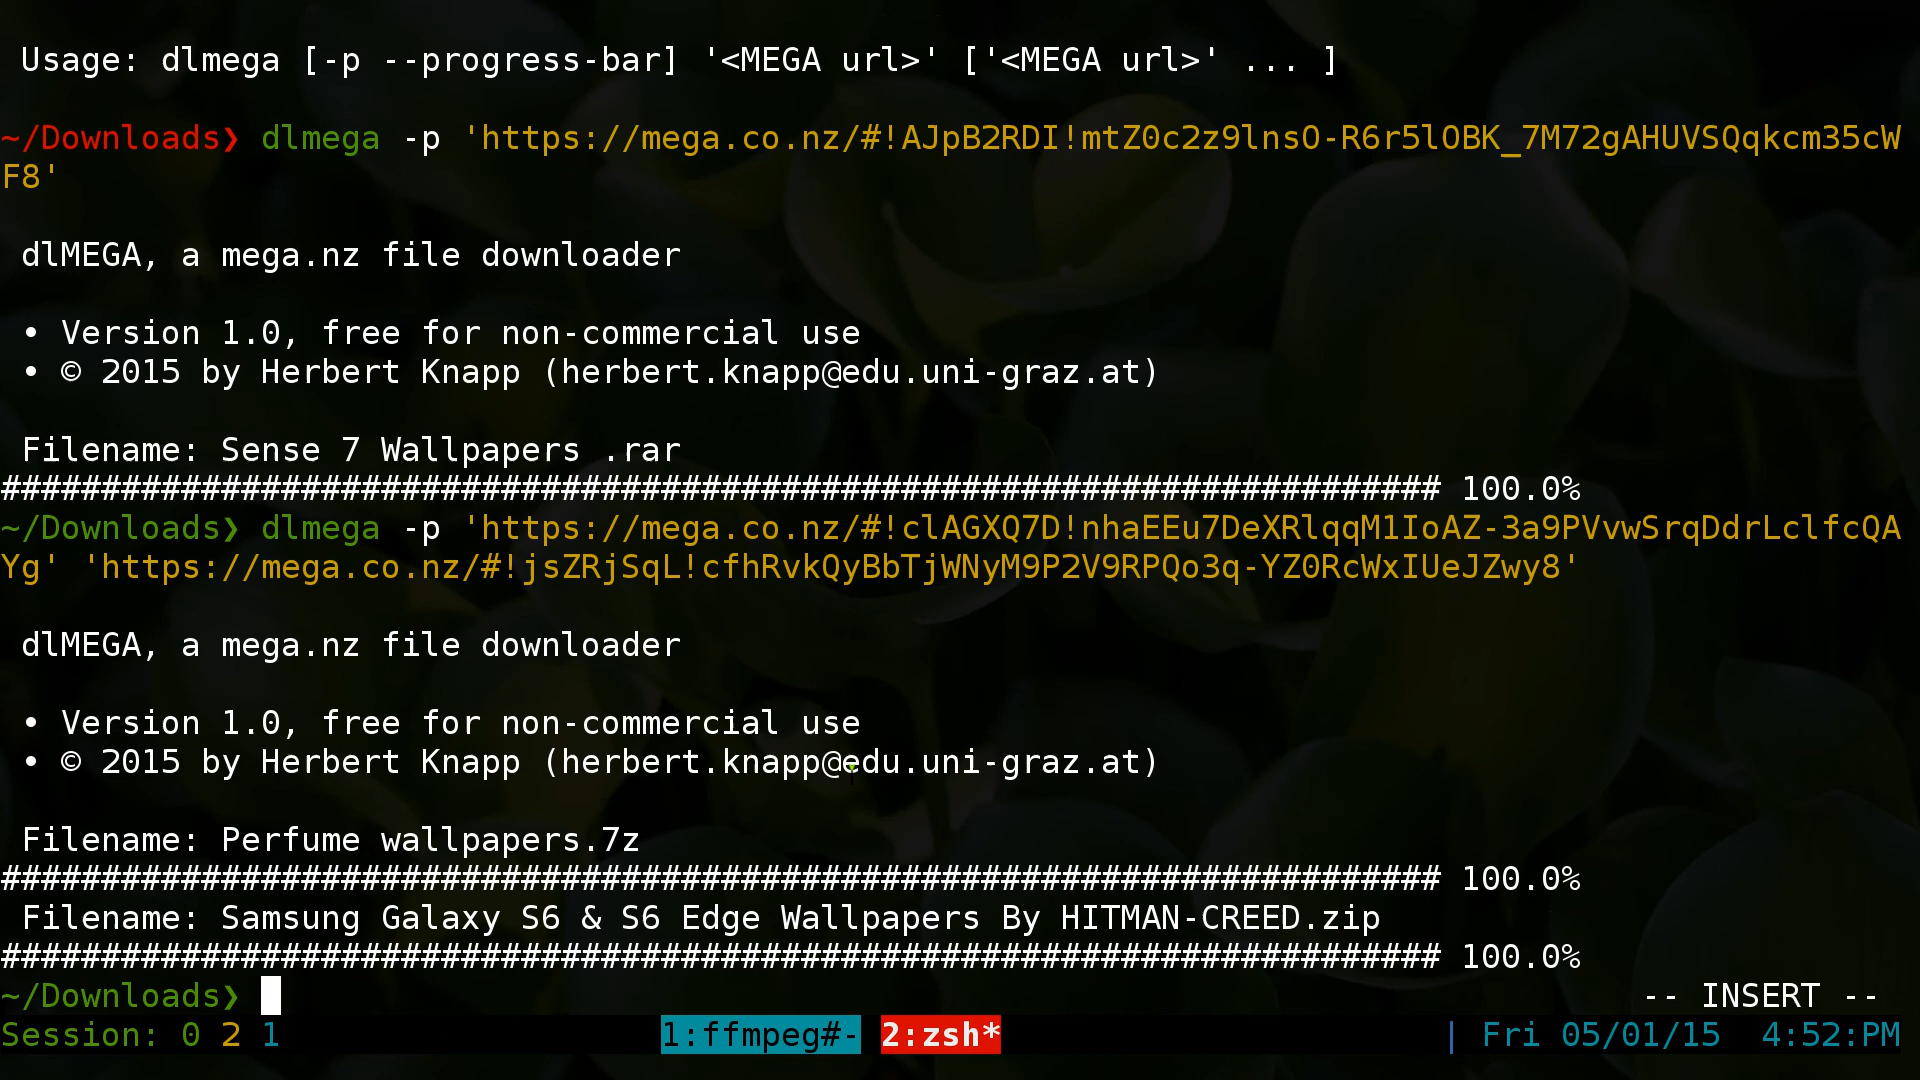 Usage: dlmega [-p --progress-bar] '<MEGA url>' ['<MEGA url>' ... ]
~/Downloads❯ dlmega -p 'https://mega.co.nz/#!AJpB2RDI!mtZ0c2z9lnsO-R6r5lOBK_7M72gAHUVSQqkcm35cW
F8'
dlMEGA, a mega.nz file downloader
• Version 1.0, free for non-commercial use
• © 2015 by Herbert Knapp (herbert.knapp@edu.uni-graz.at)
Filename: Sense 7 Wallpapers .rar
######################################################################## 100.0%
~/Downloads❯ dlmega -p 'https://mega.co.nz/#!clAGXQ7D!nhaEEu7DeXRlqqM1IoAZ-3a9PVvwSrqDdrLclfcQA
Yg' 'https://mega.co.nz/#!jsZRjSqL!cfhRvkQyBbTjWNyM9P2V9RPQo3q-YZ0RcWxIUeJZwy8'
dlMEGA, a mega.nz file downloader
• Version 1.0, free for non-commercial use
• © 2015 by Herbert Knapp (herbert.knapp@edu.uni-graz.at)
Filename: Perfume wallpapers.7z
######################################################################## 100.0%
Filename: Samsung Galaxy S6 & S6 Edge Wallpapers By HITMAN-CREED.zip
######################################################################## 100.0%
~/Downloads❯ -- INSERT --
Session: 0 2 1 1:ffmpeg#- 2:zsh* | Fri 05/01/15 4:52:PM